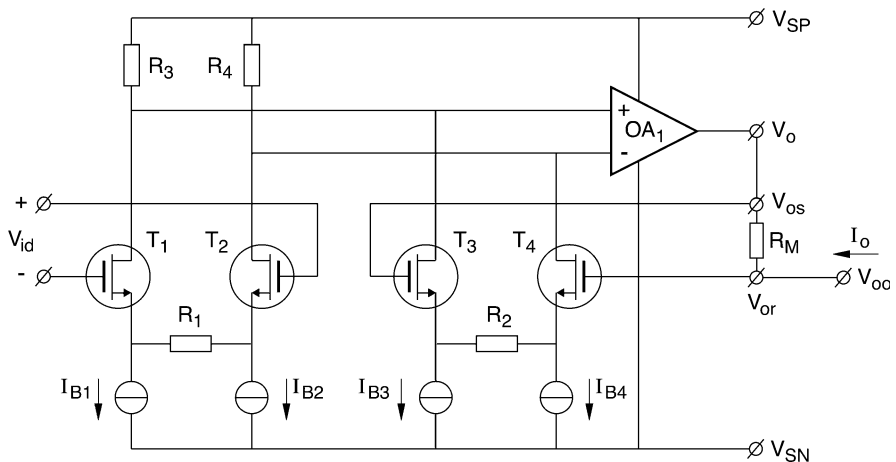 V_SP
R_3 R_4
+ OA_1 V_o
-
+ V_os
V_id T_1 T_2 T_3 T_4 R_M I_o
- V_oo
V_or
R_1 R_2
I_B1 I_B2 I_B3 I_B4
V_SN